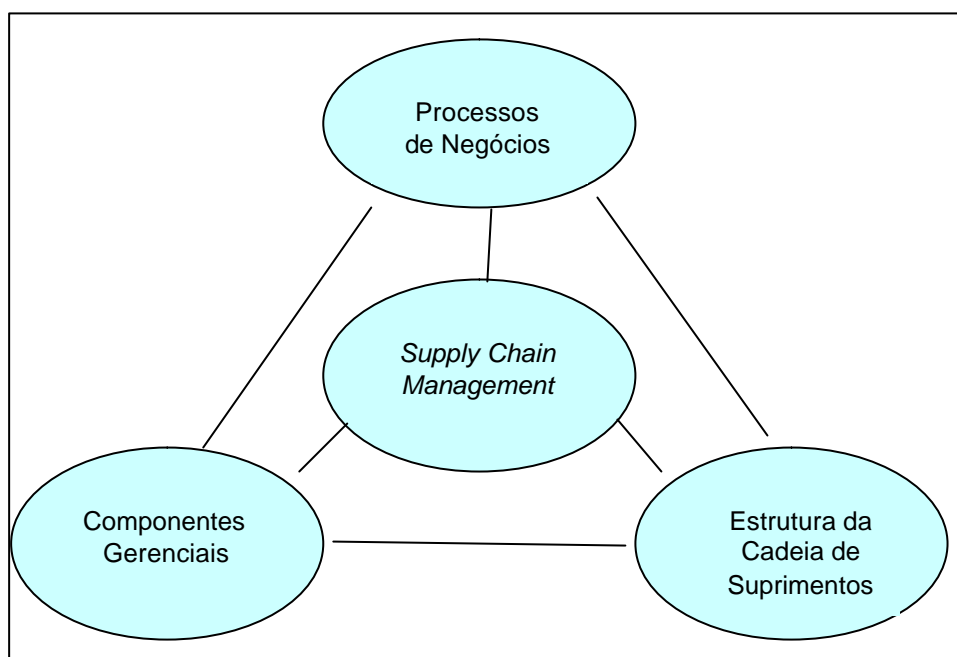 Processos
de Negócios
Supply Chain
Management
Componentes
Gerenciais
Estrutura da
Cadeia de
Suprimentos